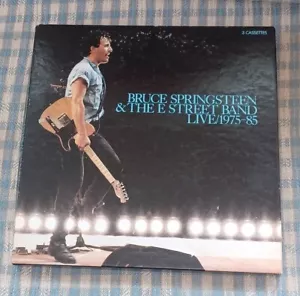 3 CASSETTES
BRUCE SPRINGSTEEN
& THE E STREET BAND
LIVE/1975-85